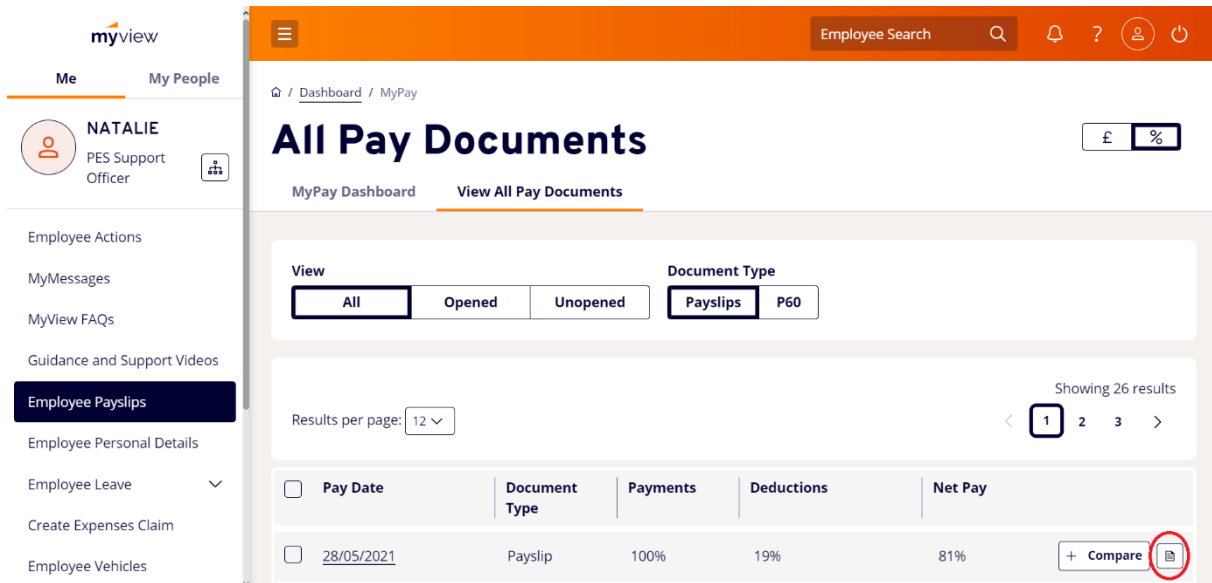 myview
Me
My People
NATALIE
PES Support
Officer
Employee Actions
MyMessages
MyView FAQs
Guidance and Support Videos
Employee Payslips
Employee Personal Details
Employee Leave
Create Expenses Claim
Employee Vehicles
Employee Search
?
/ Dashboard / MyPay
All Pay Documents
£ %
MyPay Dashboard View All Pay Documents
View
All Opened Unopened
Document Type
Payslips P60
Showing 26 results
Results per page: 12
< 1 2 3 >
Pay Date Document Type Payments Deductions Net Pay
28/05/2021 Payslip 100% 19% 81% + Compare